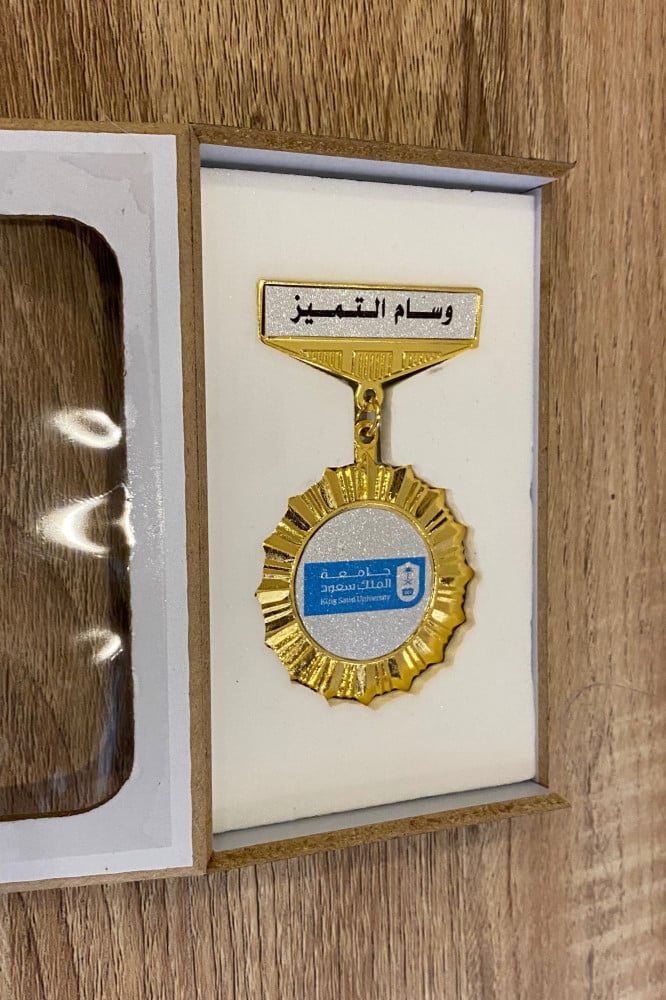 وسام التميز
جامعة
الملك سعود
King Saud University